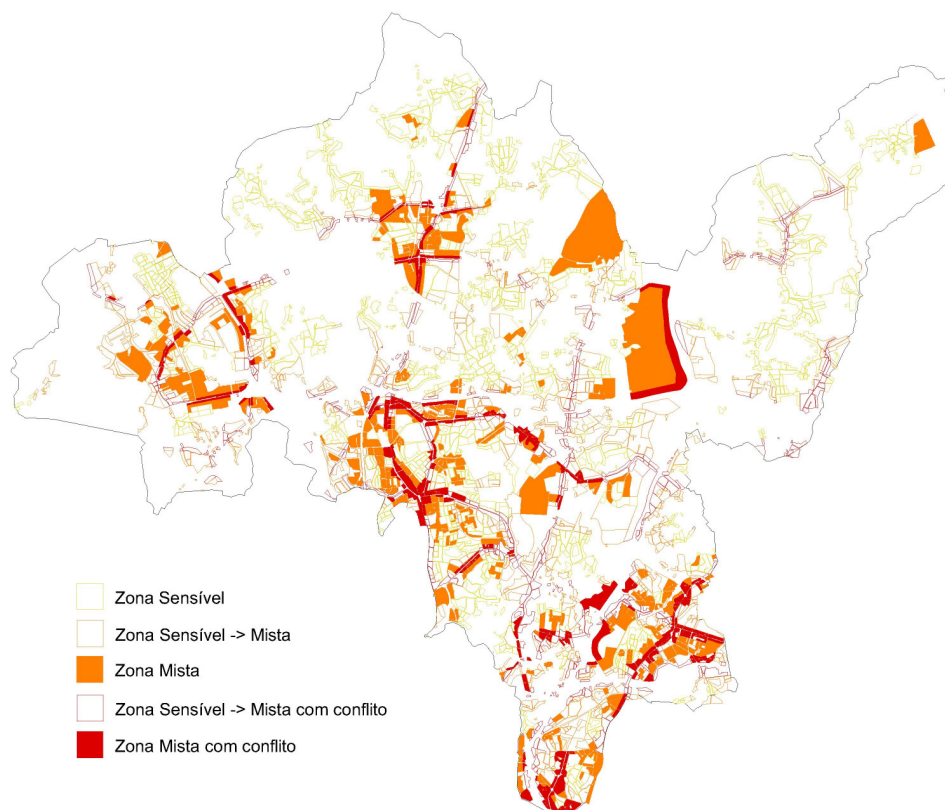 Zona Sensível
Zona Sensível -> Mista
Zona Mista
Zona Sensível -> Mista com conflito
Zona Mista com conflito